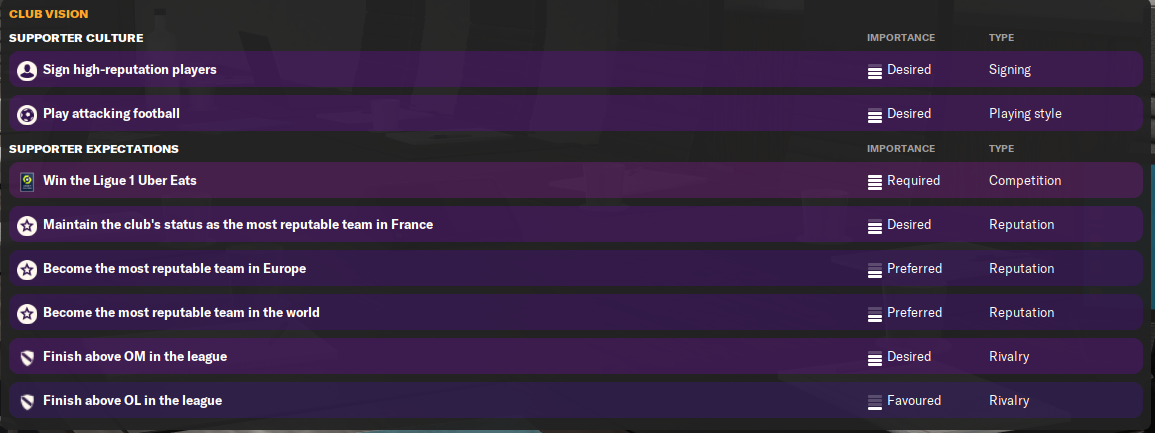 CLUB VISION
SUPPORTER CULTURE IMPORTANCE TYPE
Sign high-reputation players Desired Signing
Play attacking football Desired Playing style
SUPPORTER EXPECTATIONS IMPORTANCE TYPE
Win the Ligue 1 Uber Eats Required Competition
Maintain the club's status as the most reputable team in France Desired Reputation
Become the most reputable team in Europe Preferred Reputation
Become the most reputable team in the world Preferred Reputation
Finish above OM in the league Desired Rivalry
Finish above OL in the league Favoured Rivalry